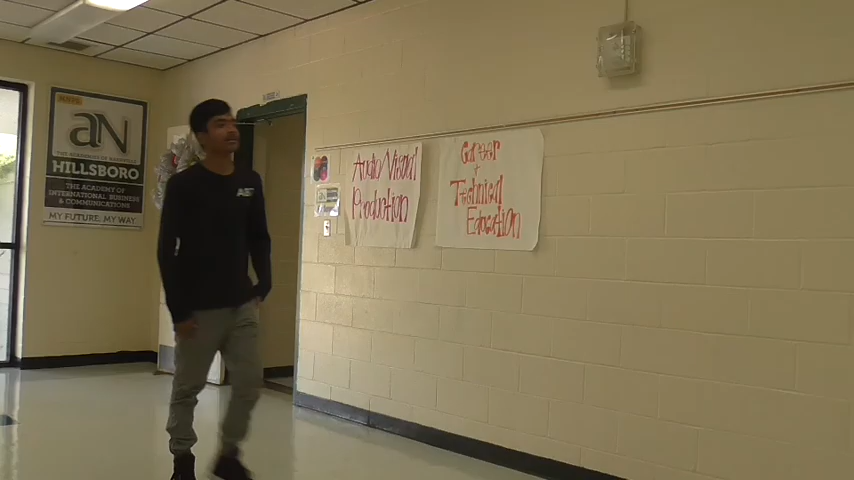 MNPS
aN
THE ACADEMIES OF NASHVILLE
HILLSBORO
THE ACADEMY OF
INTERNATIONAL BUSINESS
& COMMUNICATIONS
MY FUTURE. MY WAY.
Audio/Visual
Production
Career
+
Technical
Education